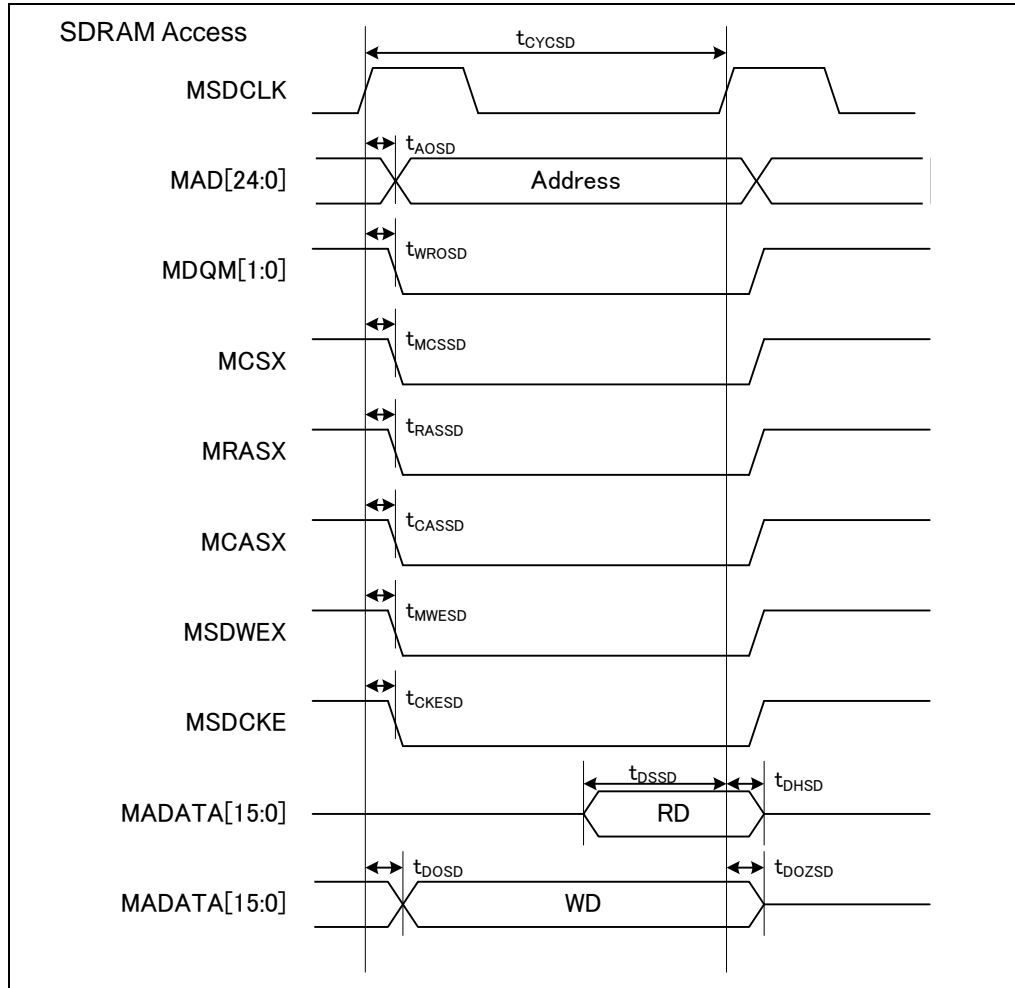 SDRAM Access
tCYCSD
MSDCLK
tAOSD
MAD[24:0]
Address
tWROSD
MDQM[1:0]
tMCSSD
MCSX
tRASSD
MRASX
tCASSD
MCASX
tMWESD
MSDWEX
tCKESD
MSDCKE
tDSSD
tDHSD
MADATA[15:0]
RD
tDOSD
tDOZSD
MADATA[15:0]
WD